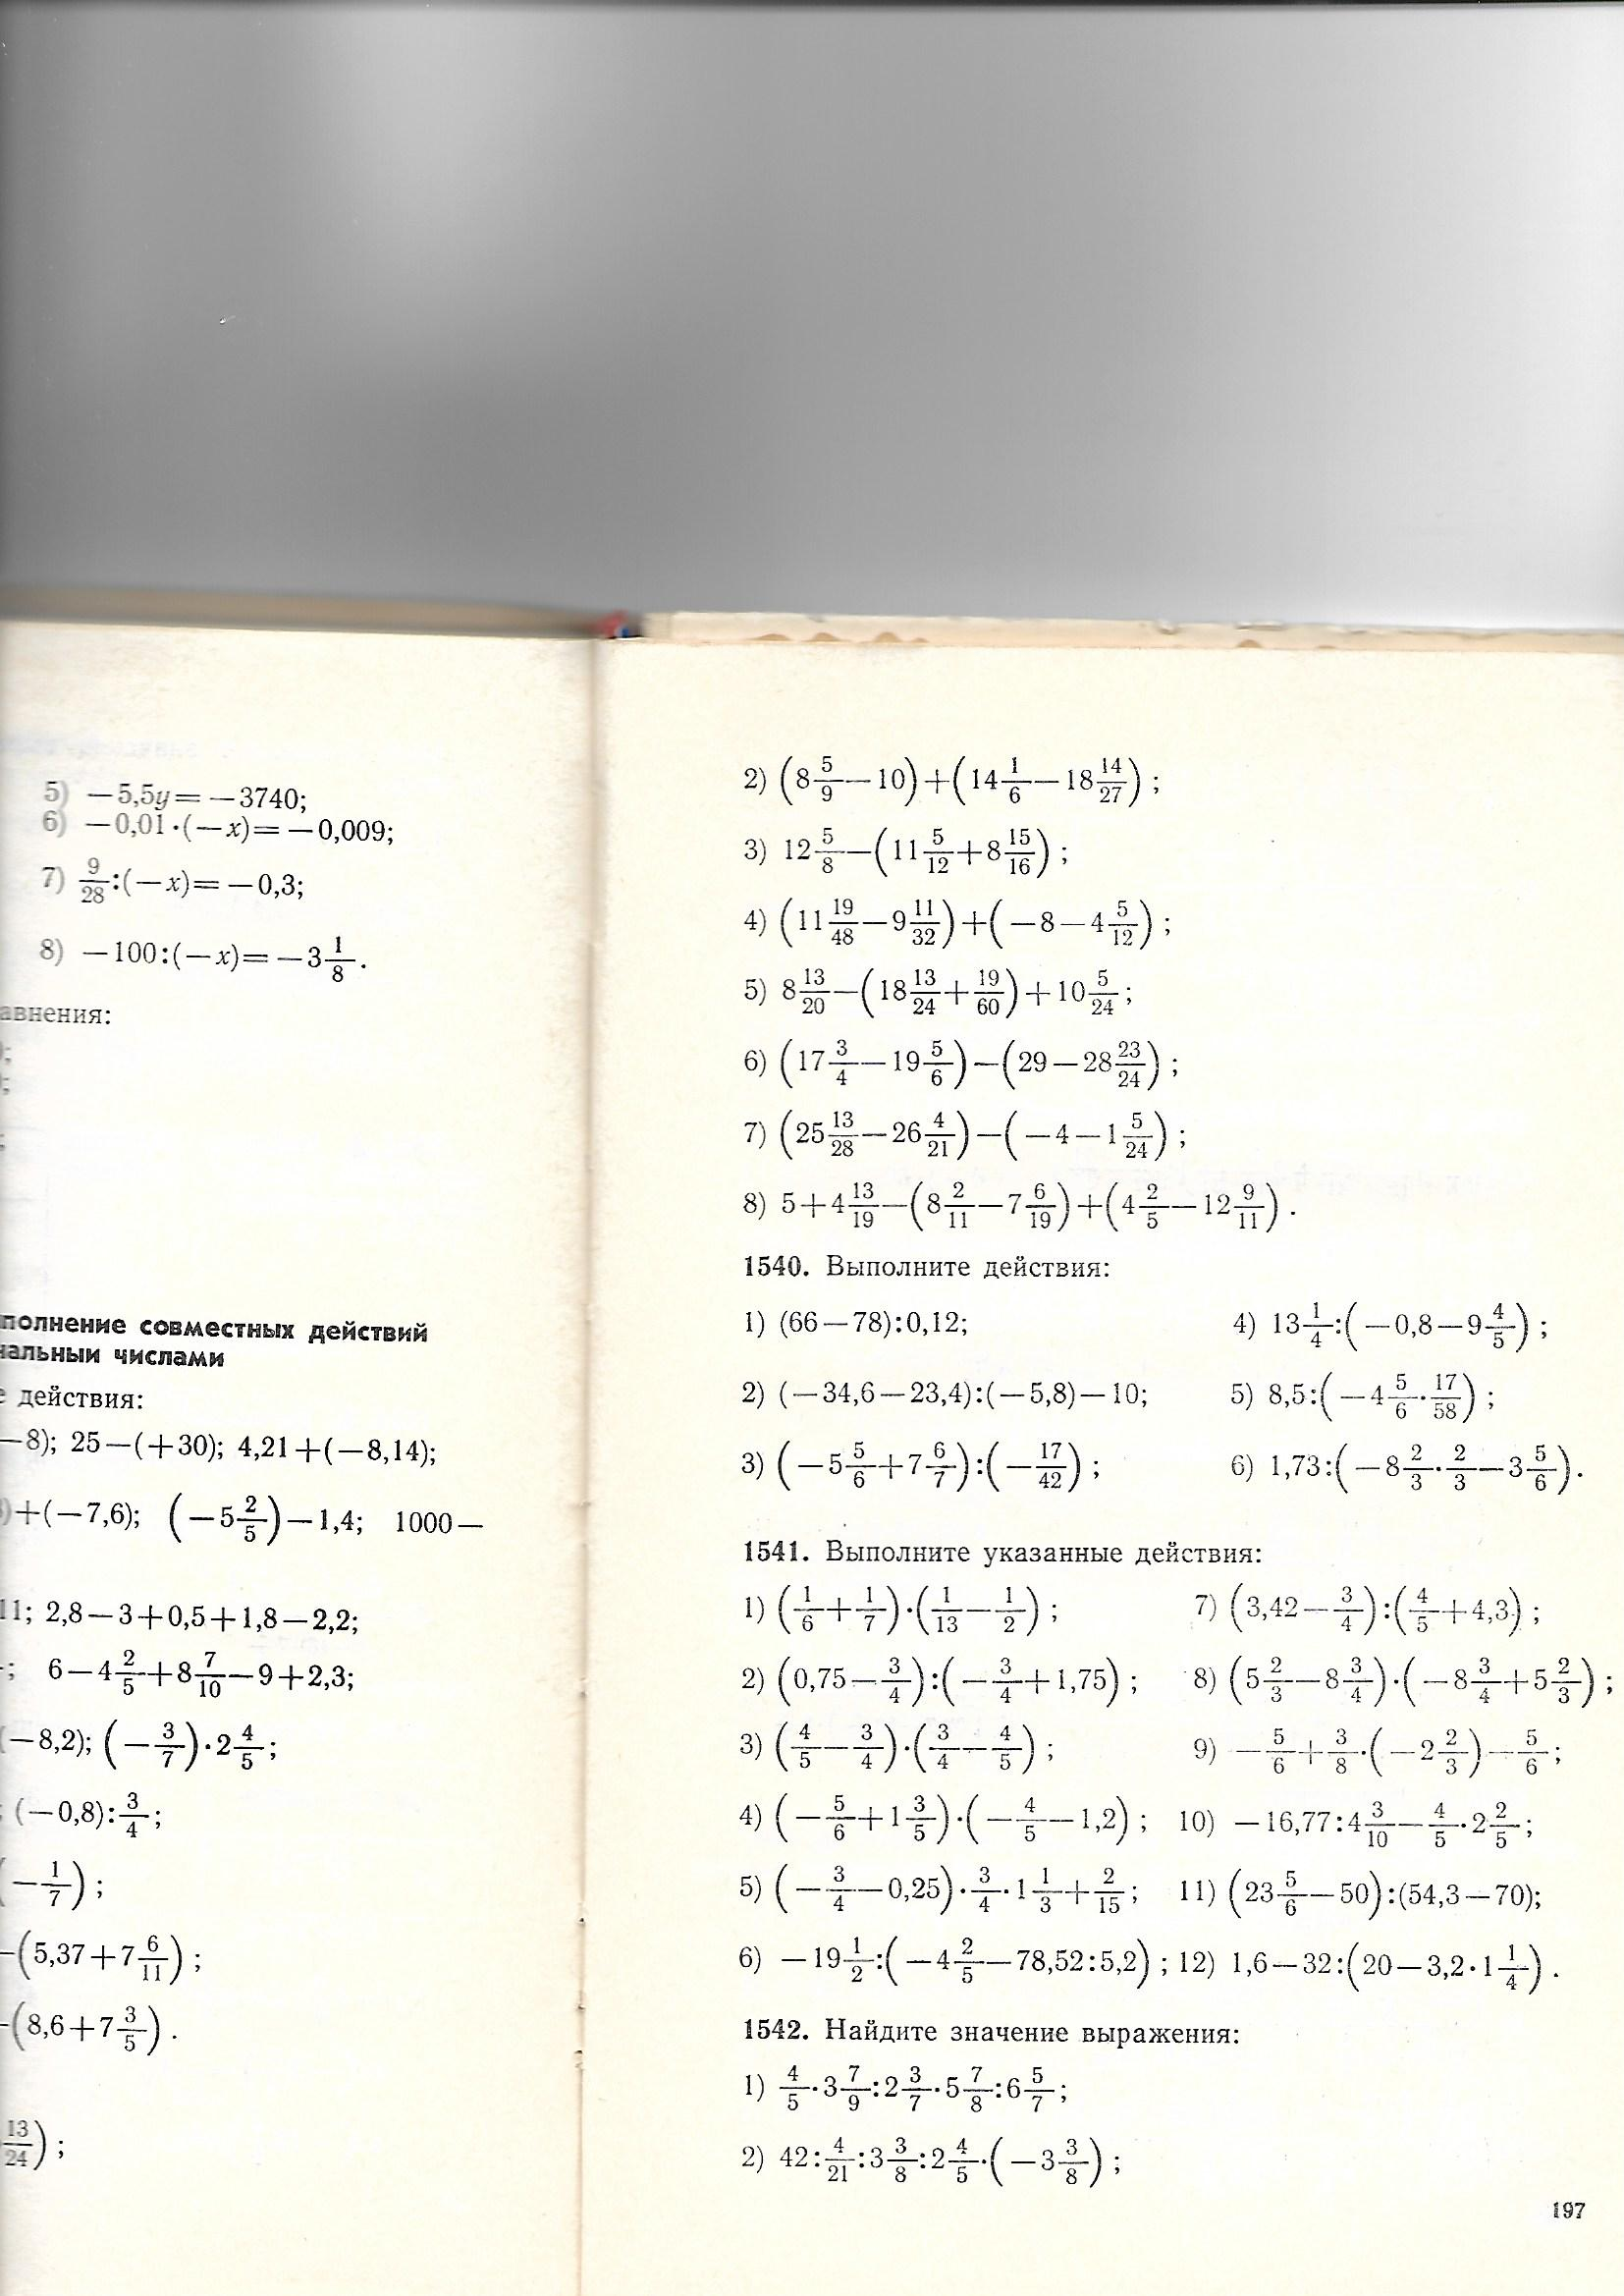 5) −5,5y = −3740;
6) −0,01·(−x) = −0,009;
7) 9/28:(−x) = −0,3;
8) −100:(−x) = −3 1/8.
авнения:
полнение совместных действий
нальныи числами
действия:
−8); 25−(+30); 4,21+(−8,14);
)+(−7,6); (−5 2/5)−1,4; 1000−
11; 2,8−3+0,5+1,8−2,2;
; 6−4 2/5+8 7/10−9+2,3;
(−8,2); (−3/7)·2 4/5;
; (−0,8):3/4;
(−1/7);
−(5,37+7 6/11);
−(8,6+7 3/5).
13/24);
2) (8 5/9−10)+(14 1/6−18 14/27);
3) 12 5/8−(11 5/12+8 15/16);
4) (11 19/48−9 11/32)+(−8−4 5/12);
5) 8 13/20−(18 13/24+19/60)+10 5/24;
6) (17 3/4−19 5/6)−(29−28 23/24);
7) (25 13/28−26 4/21)−(−4−1 5/24);
8) 5+4 13/19−(8 2/11−7 6/19)+(4 2/5−12 9/11).
1540. Выполните действия:
1) (66−78):0,12; 4) 13 1/4:(−0,8−9 4/5);
2) (−34,6−23,4):(−5,8)−10; 5) 8,5:(−4 5/6·17/58);
3) (−5 5/6+7 6/7):(−17/42); 6) 1,73:(−8 2/3·2/3−3 5/6).
1541. Выполните указанные действия:
1) (1/6+1/7)·(1/13−1/2); 7) (3,42−3/4):(4/5+4,3);
2) (0,75−3/4):(−3/4+1,75); 8) (5 2/3−8 3/4)·(−8 3/4+5 2/3);
3) (4/5−3/4)·(3/4−4/5); 9) −5/6+3/8·(−2 2/3)−5/6;
4) (−5/6+1 3/5)·(−4/5−1,2); 10) −16,77:4 3/10−4/5·2 2/5;
5) (−3/4−0,25)·3/4·1 1/3+2/15; 11) (23 5/6−50):(54,3−70);
6) −19 1/2:(−4 2/5−78,52:5,2); 12) 1,6−32:(20−3,2·1 1/4).
1542. Найдите значение выражения:
1) 4/5·3 7/9:2 3/7·5 7/8:6 5/7;
2) 42:4/21:3 3/8:2 4/5·(−3 3/8);
197